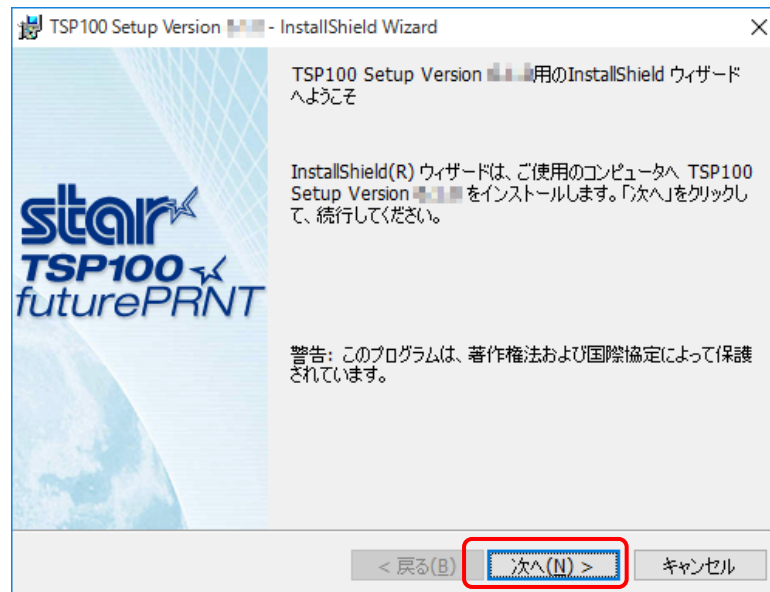 TSP100 Setup Version - InstallShield Wizard
TSP100 Setup Version 用のInstallShield ウィザード
へようこそ
InstallShield(R) ウィザードは、ご使用のコンピュータへ TSP100
Setup Version をインストールします。「次へ」をクリックし
て、続行してください。
star
TSP100
futurePRNT
警告: このプログラムは、著作権法および国際協定によって保護
されています。
< 戻る(B)
次へ(N) >
キャンセル